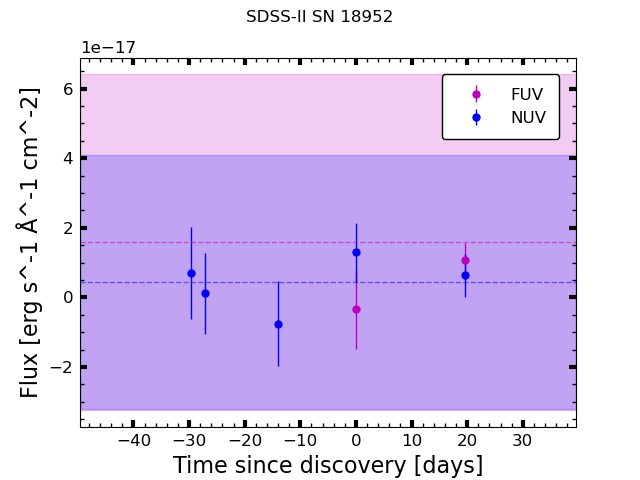 SDSS-II SN 18952
1e−17
FUV
NUV
6
4
2
0
−2
Flux [erg s^-1 Å^-1 cm^-2]
−40 −30 −20 −10 0 10 20 30
Time since discovery [days]